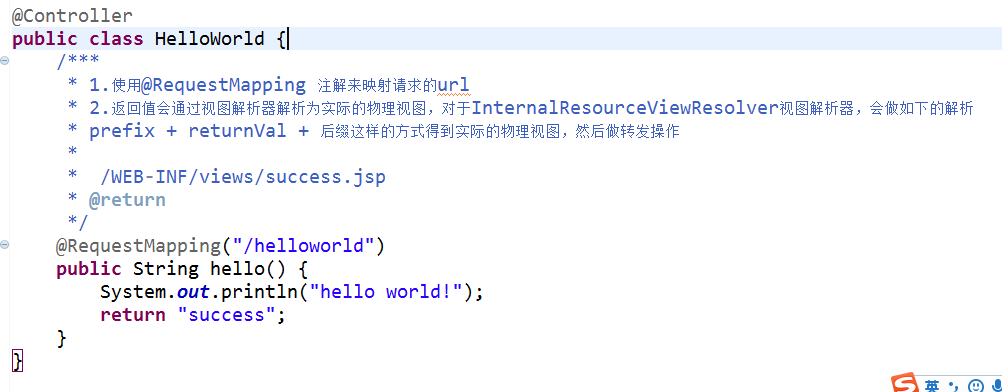 @Controller
public class HelloWorld {
/***
* 1.使用@RequestMapping 注解来映射请求的url
* 2.返回值会通过视图解析器解析为实际的物理视图，对于InternalResourceViewResolver视图解析器，会做如下的解析
* prefix + returnVal + 后缀这样的方式得到实际的物理视图，然后做转发操作
*
* /WEB-INF/views/success.jsp
* @return
*/
@RequestMapping("/helloworld")
public String hello() {
System.out.println("hello world!");
return "success";
}
}
S 英